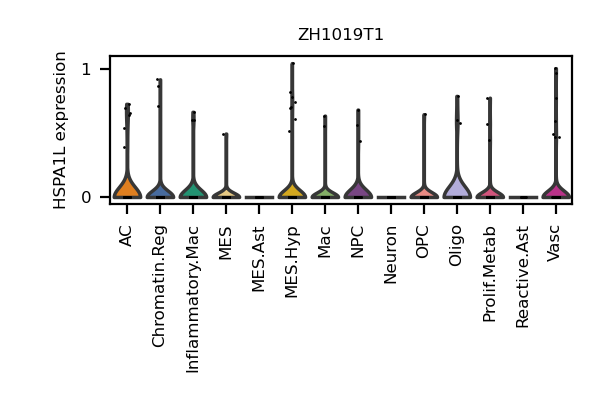 ZH1019T1
HSPA1L expression
1
0
AC
Chromatin.Reg
Inflammatory.Mac
MES
MES.Ast
MES.Hyp
Mac
NPC
Neuron
OPC
Oligo
Prolif.Metab
Reactive.Ast
Vasc